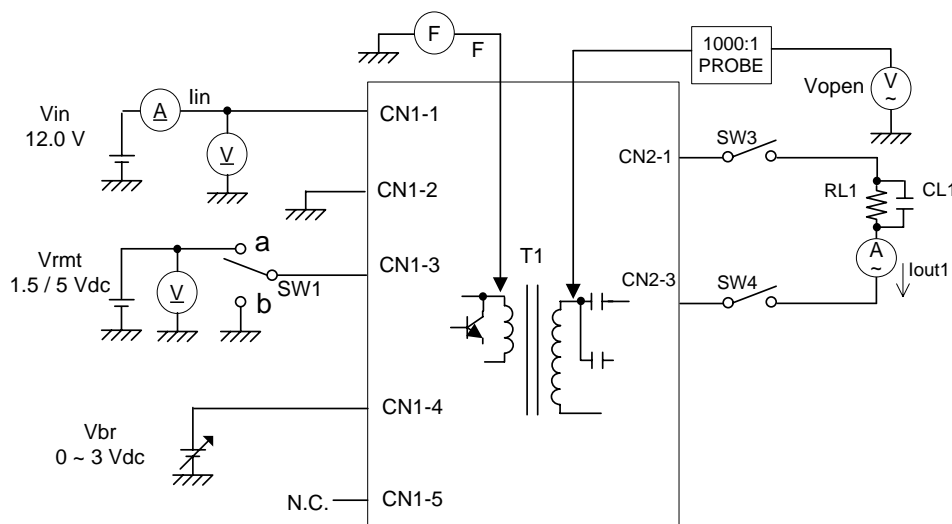 F
F
1000:1
PROBE
Vopen
V
~
Vin
12.0 V
A
Iin
V
CN1-1
CN1-2
CN2-1
SW3
RL1
CL1
A
~
Iout1
Vrmt
1.5 / 5 Vdc
V
a
b
SW1
CN1-3
T1
CN2-3
SW4
Vbr
0 ~ 3 Vdc
CN1-4
N.C.
CN1-5